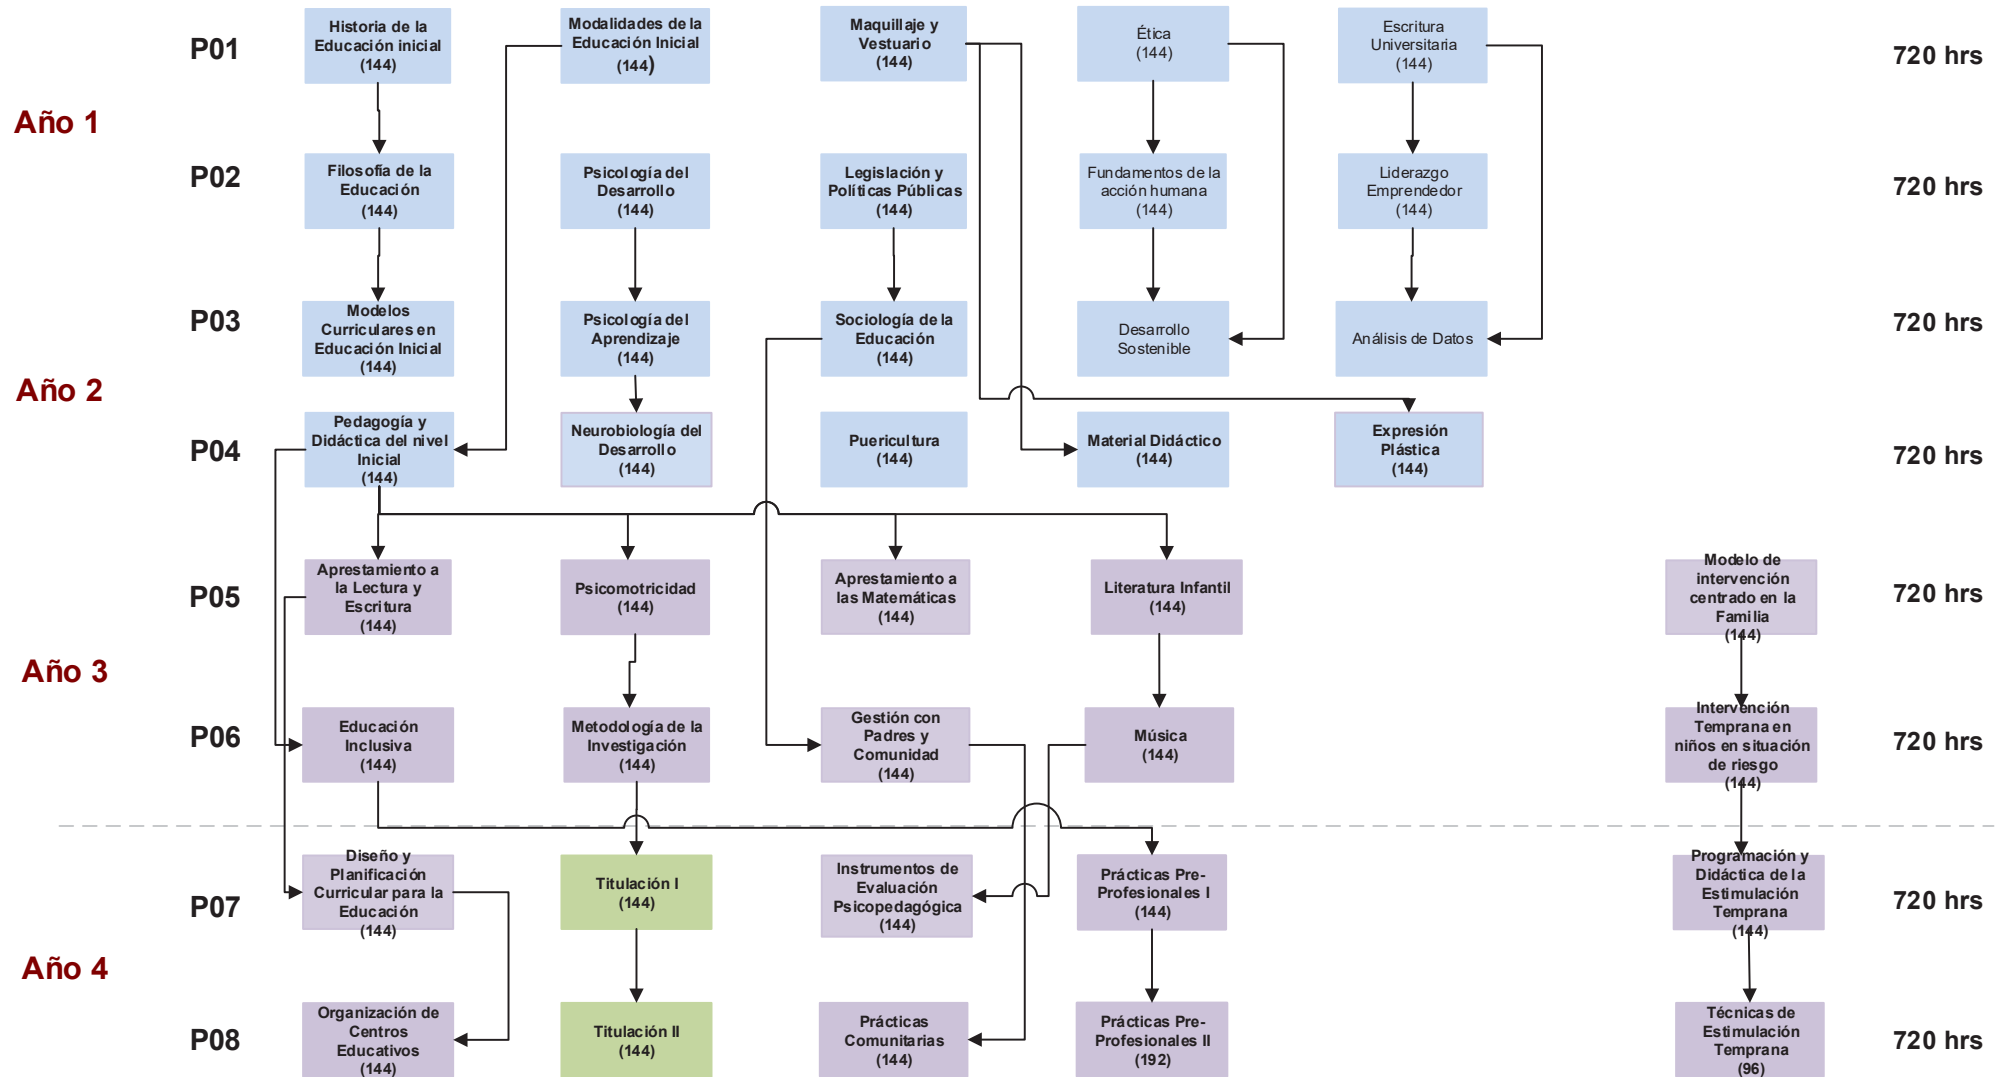 P01
Historia de la
Educación inicial
(144)
Modalidades de la
Educación Inicial
(144)
Maquillaje y
Vestuario
(144)
Ética
(144)
Escritura
Universitaria
(144)
720 hrs
Año 1
P02
Filosofía de la
Educación
(144)
Psicología del
Desarrollo
(144)
Legislación y
Políticas Públicas
(144)
Fundamentos de la
acción humana
(144)
Liderazgo
Emprendedor
(144)
720 hrs
P03
Modelos
Curriculares en
Educación Inicial
(144)
Psicología del
Aprendizaje
(144)
Sociología de la
Educación
(144)
Desarrollo
Sostenible
Análisis de Datos
720 hrs
Año 2
P04
Pedagogía y
Didáctica del nivel
Inicial
(144)
Neurobiología del
Desarrollo
(144)
Puericultura
(144)
Material Didáctico
(144)
Expresión
Plástica
(144)
720 hrs
P05
Aprestamiento a
la Lectura y
Escritura
(144)
Psicomotricidad
(144)
Aprestamiento a
las Matemáticas
(144)
Literatura Infantil
(144)
Modelo de
intervención
centrado en la
Familia
(144)
720 hrs
Año 3
P06
Educación
Inclusiva
(144)
Metodología de la
Investigación
(144)
Gestión con
Padres y
Comunidad
(144)
Música
(144)
Intervención
Temprana en
niños en situación
de riesgo
(144)
720 hrs
P07
Diseño y
Planificación
Curricular para la
Educación
(144)
Titulación I
(144)
Instrumentos de
Evaluación
Psicopedagógica
(144)
Prácticas Pre-
Profesionales I
(144)
Programación y
Didáctica de la
Estimulación
Temprana
(144)
720 hrs
Año 4
P08
Organización de
Centros
Educativos
(144)
Titulación II
(144)
Prácticas
Comunitarias
(144)
Prácticas Pre-
Profesionales II
(192)
Técnicas de
Estimulación
Temprana
(96)
720 hrs